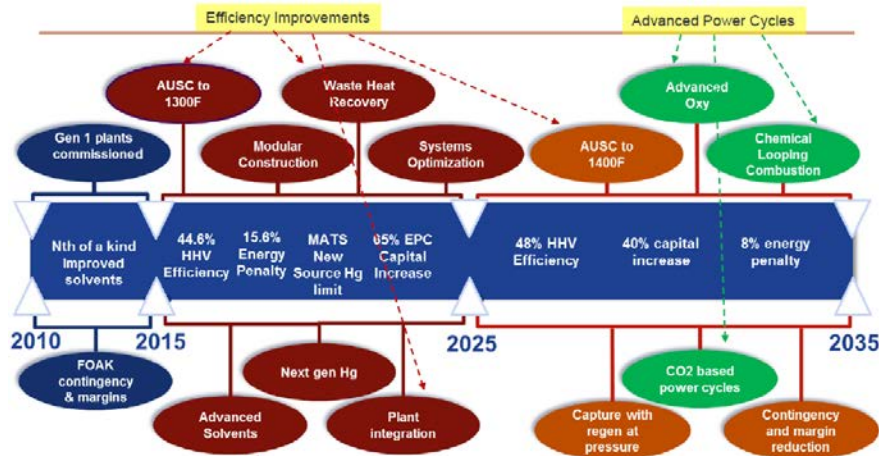 Efficiency Improvements
Advanced Power Cycles
AUSC to
1300F
Waste Heat
Recovery
Advanced
Oxy
Gen 1 plants
commissioned
Modular
Construction
Systems
Optimization
AUSC to
1400F
Chemical
Looping
Combustion
Nth of a kind
Improved
solvents
44.6%
HHV
Efficiency
15.6%
Energy
Penalty
MATS
New
Source Hg
limit
65% EPC
Capital
Increase
48% HHV
Efficiency
40% capital
increase
8% energy
penalty
2010
2015
2025
2035
FOAK
contingency
& margins
Next gen Hg
CO2 based
power cycles
Advanced
Solvents
Plant
integration
Capture with
regen at
pressure
Contingency
and margin
reduction